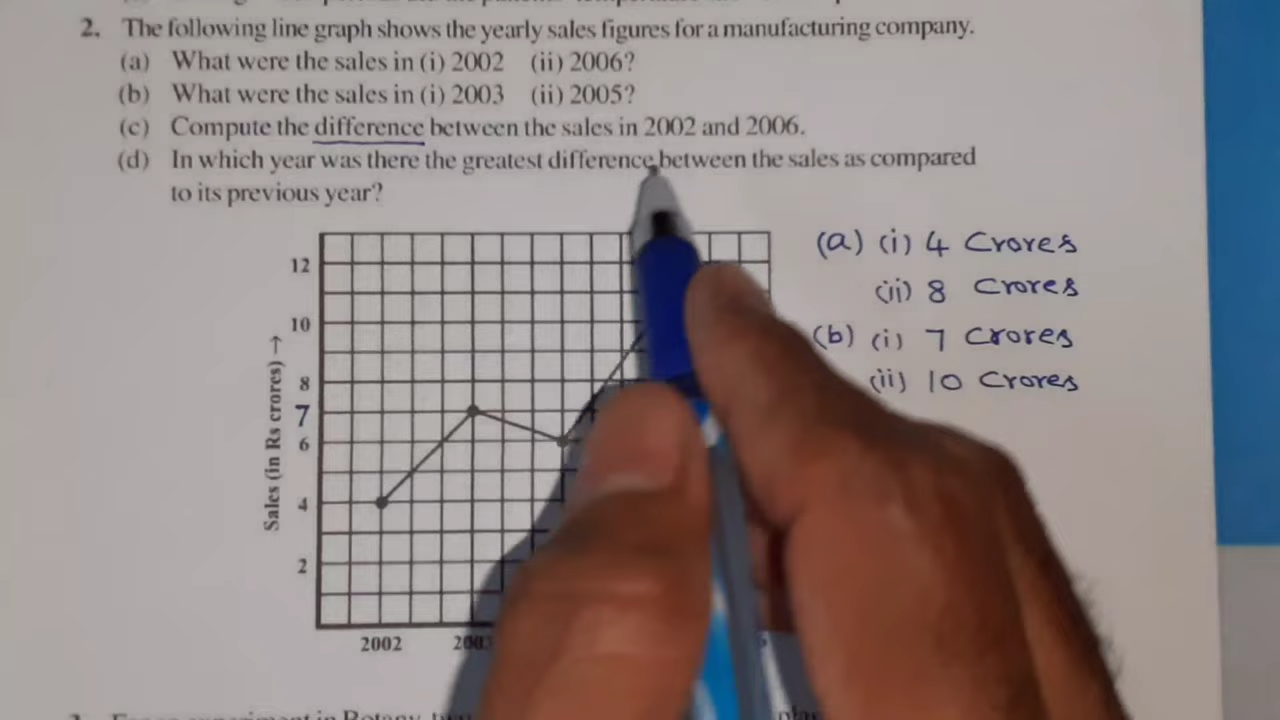 2. The following line graph shows the yearly sales figures for a manufacturing company.
(a) What were the sales in (i) 2002 (ii) 2006?
(b) What were the sales in (i) 2003 (ii) 2005?
(c) Compute the difference between the sales in 2002 and 2006.
(d) In which year was there the greatest difference between the sales as compared
to its previous year?
12
10
8
7
6
4
2
Sales (in Rs crores) →
2002 2003
(a) (i) 4 Crores
(ii) 8 Crores
(b) (i) 7 Crores
(ii) 10 Crores